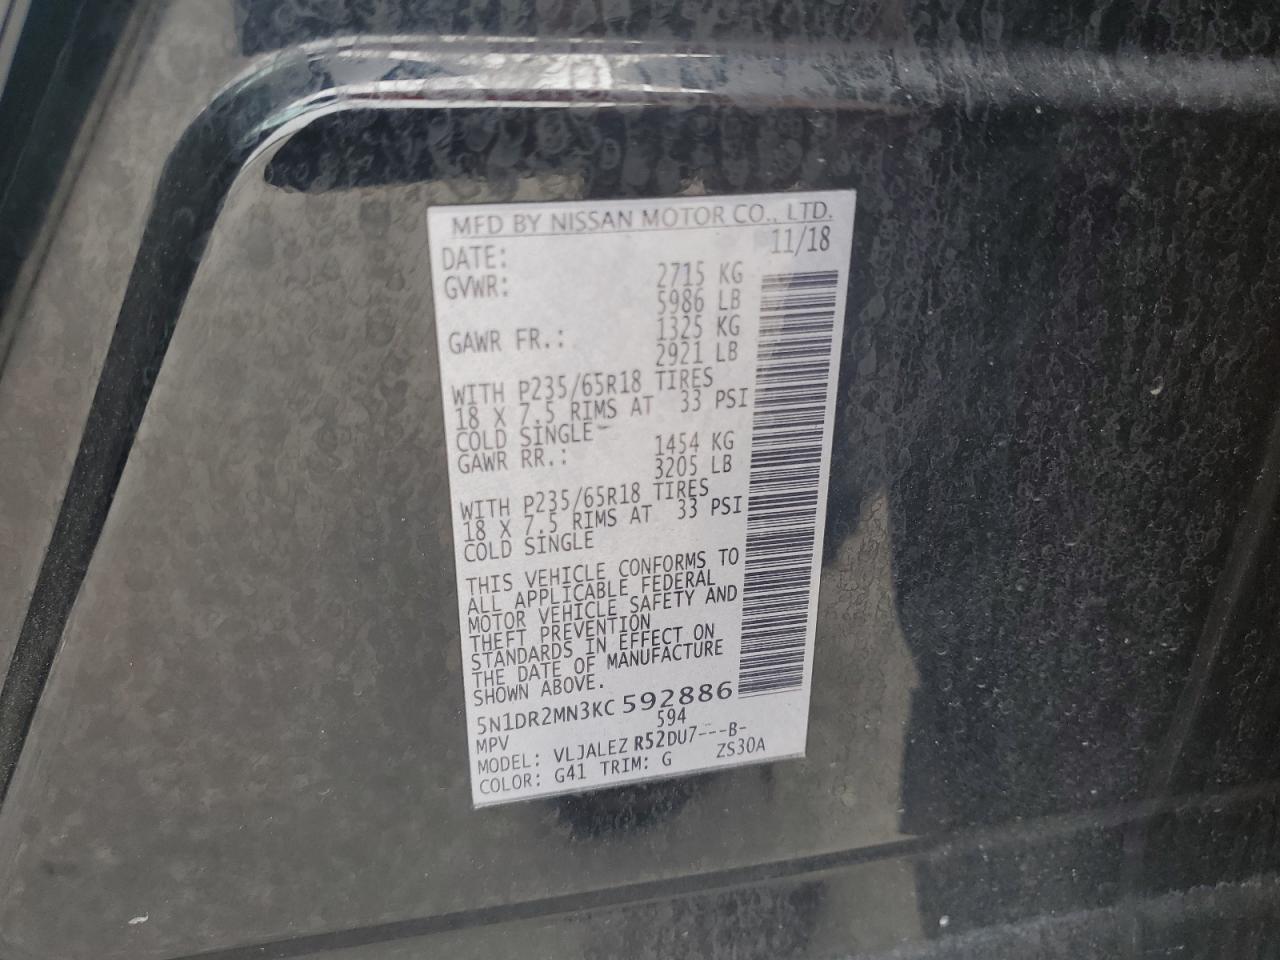 MFD BY NISSAN MOTOR CO., LTD.
DATE: 11/18
GVWR: 2715 KG
5986 LB
GAWR FR.: 1325 KG
2921 LB
WITH P235/65R18 TIRES
18 X 7.5 RIMS AT 33 PSI
COLD SINGLE
GAWR RR.: 1454 KG
3205 LB
WITH P235/65R18 TIRES
18 X 7.5 RIMS AT 33 PSI
COLD SINGLE
THIS VEHICLE CONFORMS TO
ALL APPLICABLE FEDERAL
MOTOR VEHICLE SAFETY AND
THEFT PREVENTION
STANDARDS IN EFFECT ON
THE DATE OF MANUFACTURE
SHOWN ABOVE.
5N1DR2MN3KC592886
MPV 594
MODEL: VLJALEZ R52DU7---B-
COLOR: G41 TRIM: G ZS30A